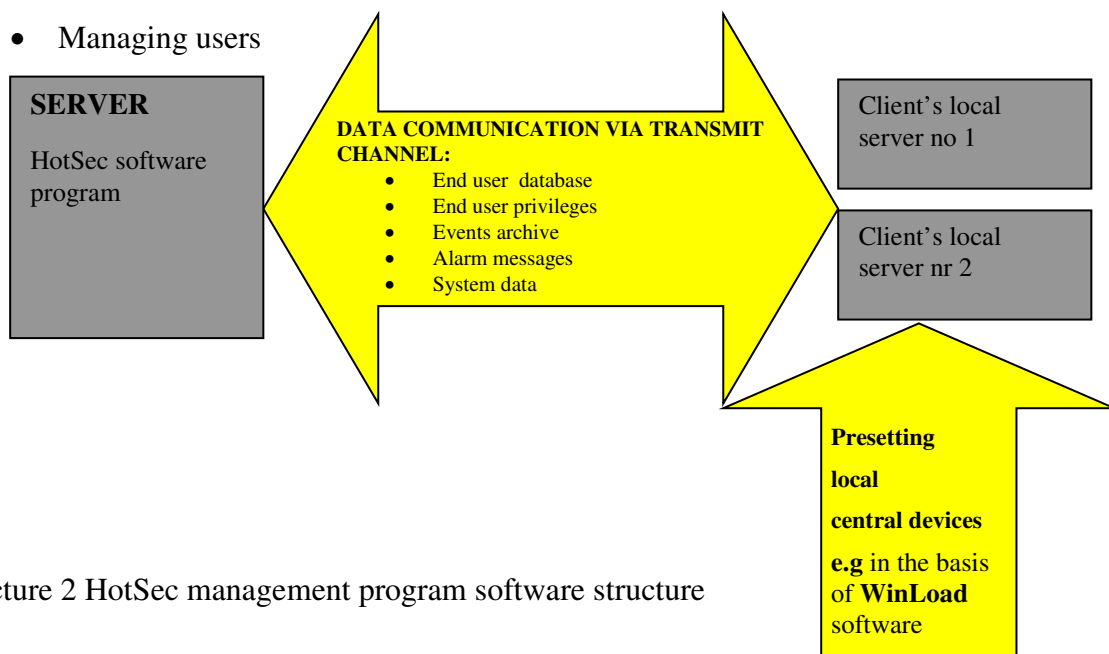 • Managing users
SERVER
HotSec software
program
DATA COMMUNICATION VIA TRANSMIT
CHANNEL:
• End user database
• End user privileges
• Events archive
• Alarm messages
• System data
Client's local
server no 1
Client's local
server nr 2
Presetting
local
central devices
e.g in the basis
of WinLoad
software
cture 2 HotSec management program software structure